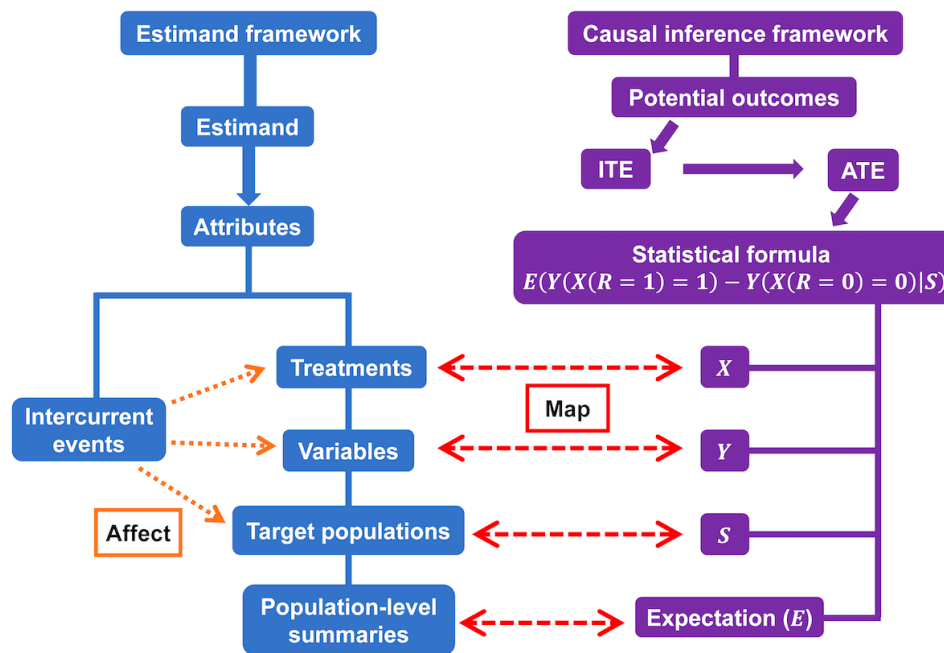 Estimand framework
Estimand
Attributes
Treatments
Intercurrent
events
Variables
Affect
Target populations
Population-level
summaries
Map
Causal inference framework
Potential outcomes
ITE
ATE
Statistical formula
E(Y(X(R = 1) = 1) − Y(X(R = 0) = 0)|S)
X
Y
S
Expectation (E)